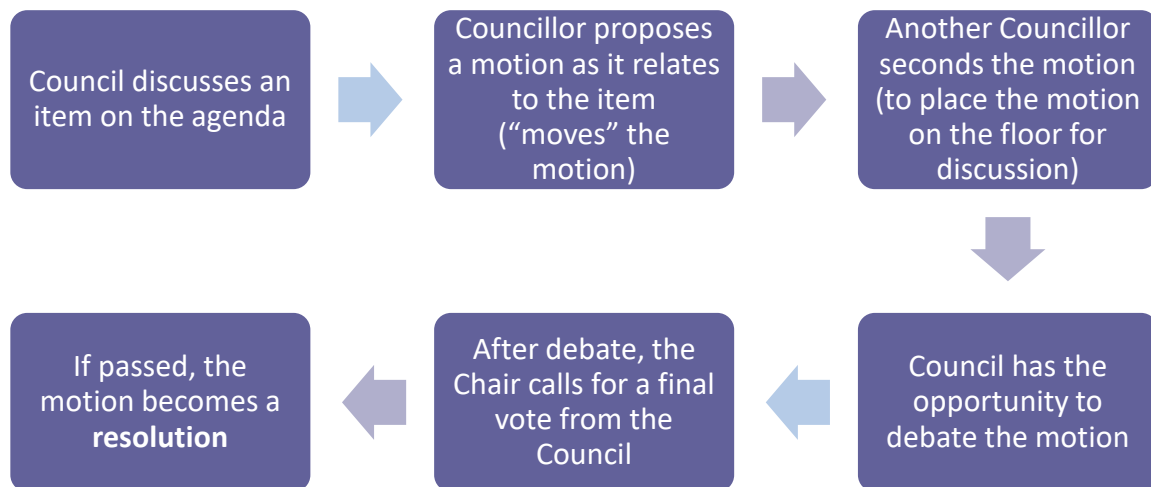 Council discusses an
item on the agenda
Councillor proposes
a motion as it relates
to the item
(“moves” the
motion)
Another Councillor
seconds the motion
(to place the motion
on the floor for
discussion)
Council has the
opportunity to
debate the motion
After debate, the
Chair calls for a final
vote from the
Council
If passed, the
motion becomes a
resolution